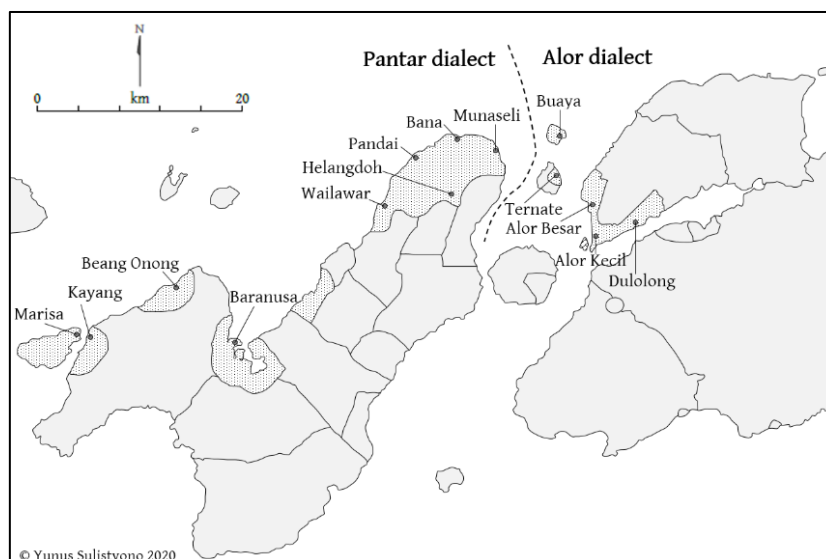 N
0 20
km
Pantar dialect
Alor dialect
Buaya
Munaseli
Bana
Pandai
Helangdoh
Wailawar
Ternate
Alor Besar
Alor Kecil
Dulolong
Beang Onong
Kayang
Marisa
Baranusa
© Yunus Sulistyono 2020